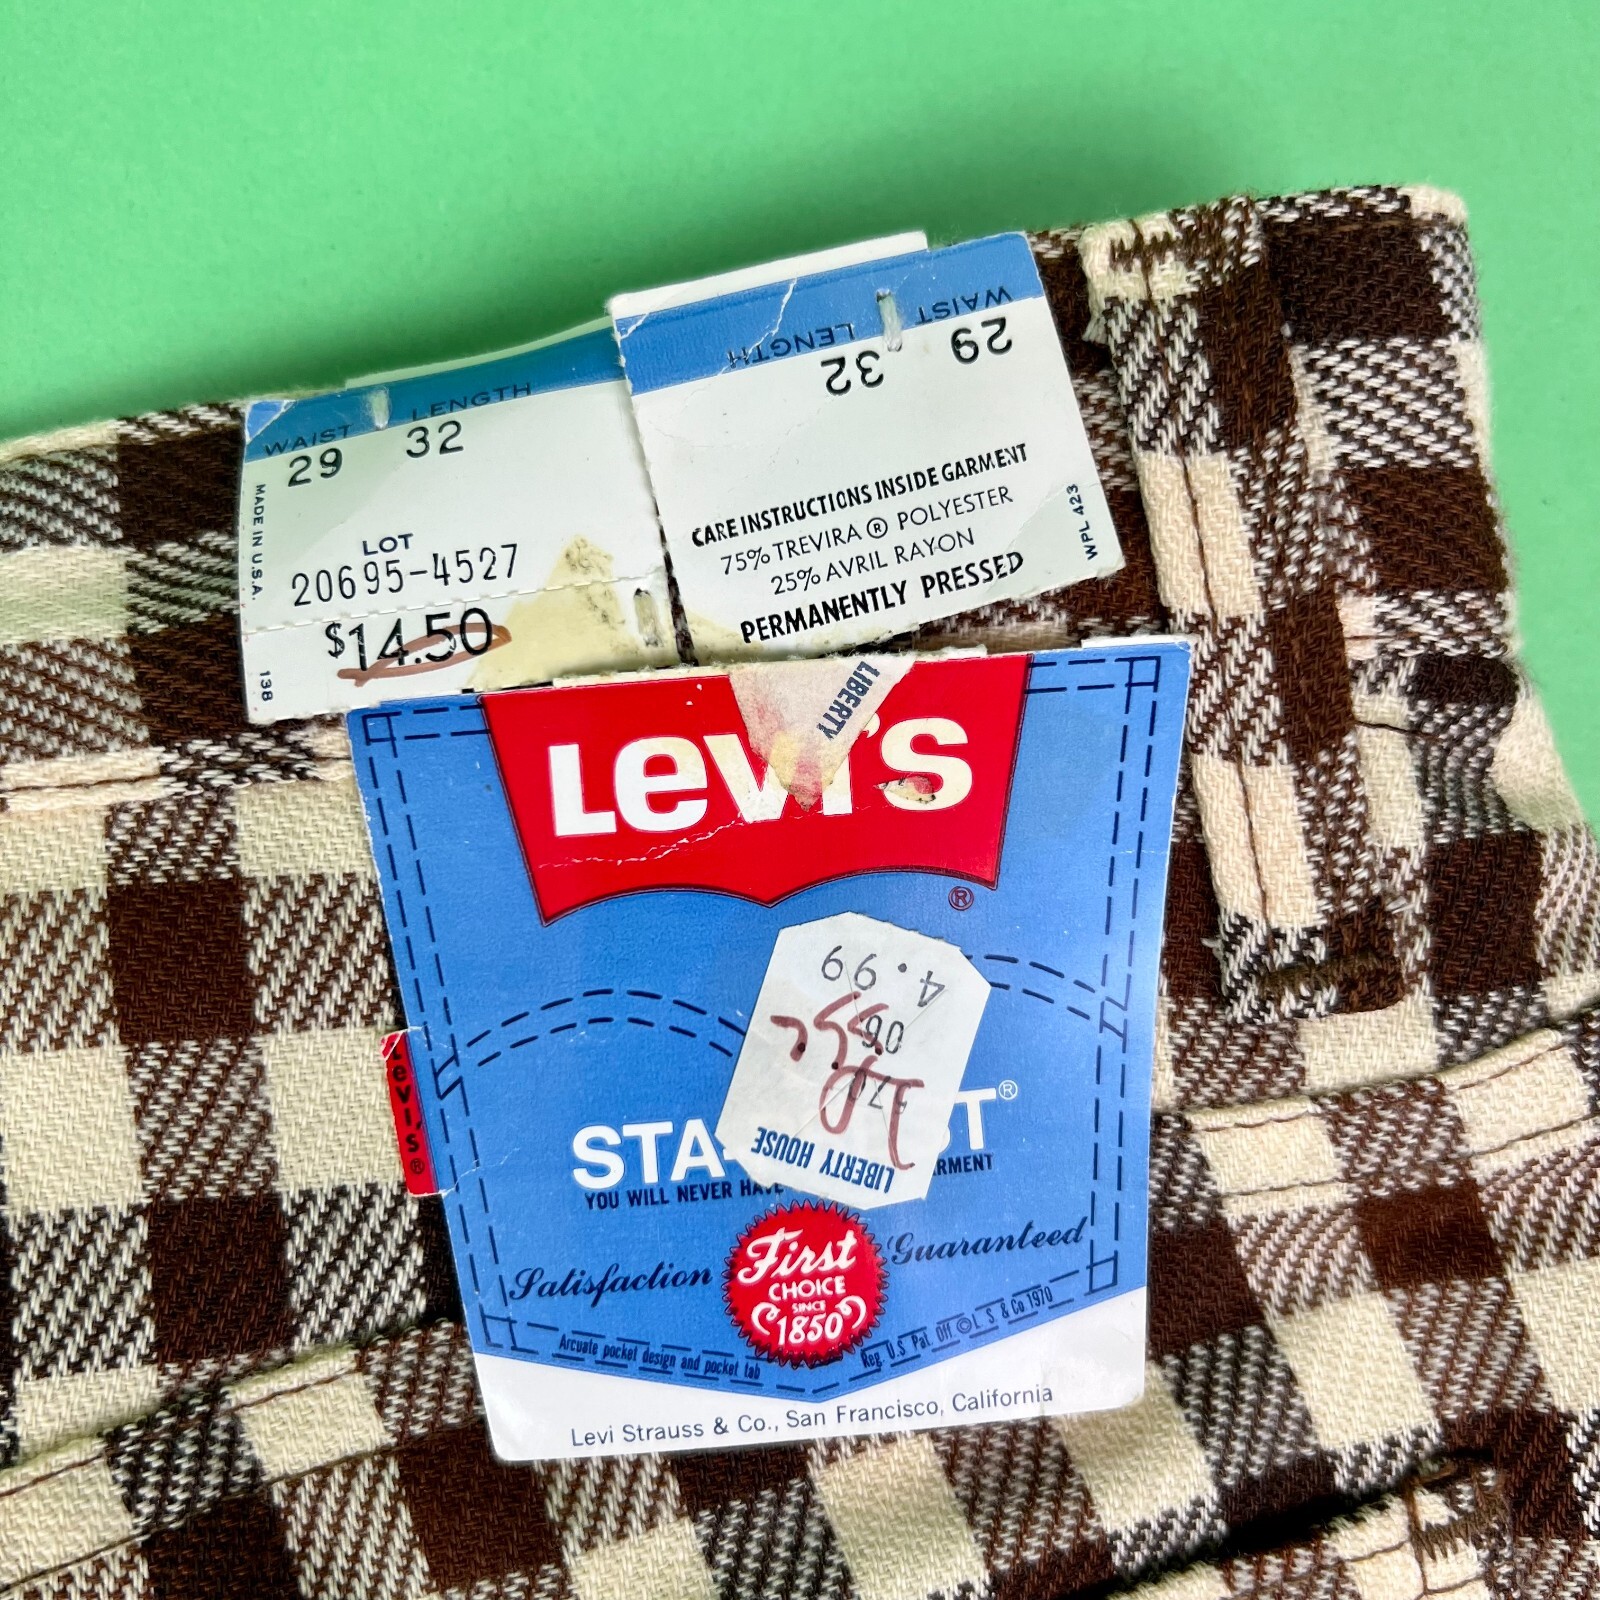 WAIST LENGTH
29 32
MADE IN U.S.A.
LOT
20695-4527
$14.50
138
WAIST LENGTH
29 32
CARE INSTRUCTIONS INSIDE GARMENT
75% TREVIRA ® POLYESTER
25% AVRIL RAYON
PERMANENTLY PRESSED
WPL 423
LIBERTY
Levi's
®
4.99
06
LIBERTY HOUSE
Levi's®
STA- ST®
YOU WILL NEVER HAVE
Satisfaction Guaranteed
First
CHOICE
SINCE
1850
Arcuate pocket design and pocket tab Reg. U.S. Pat. Off. © L S & Co 1970
Levi Strauss & Co., San Francisco, California